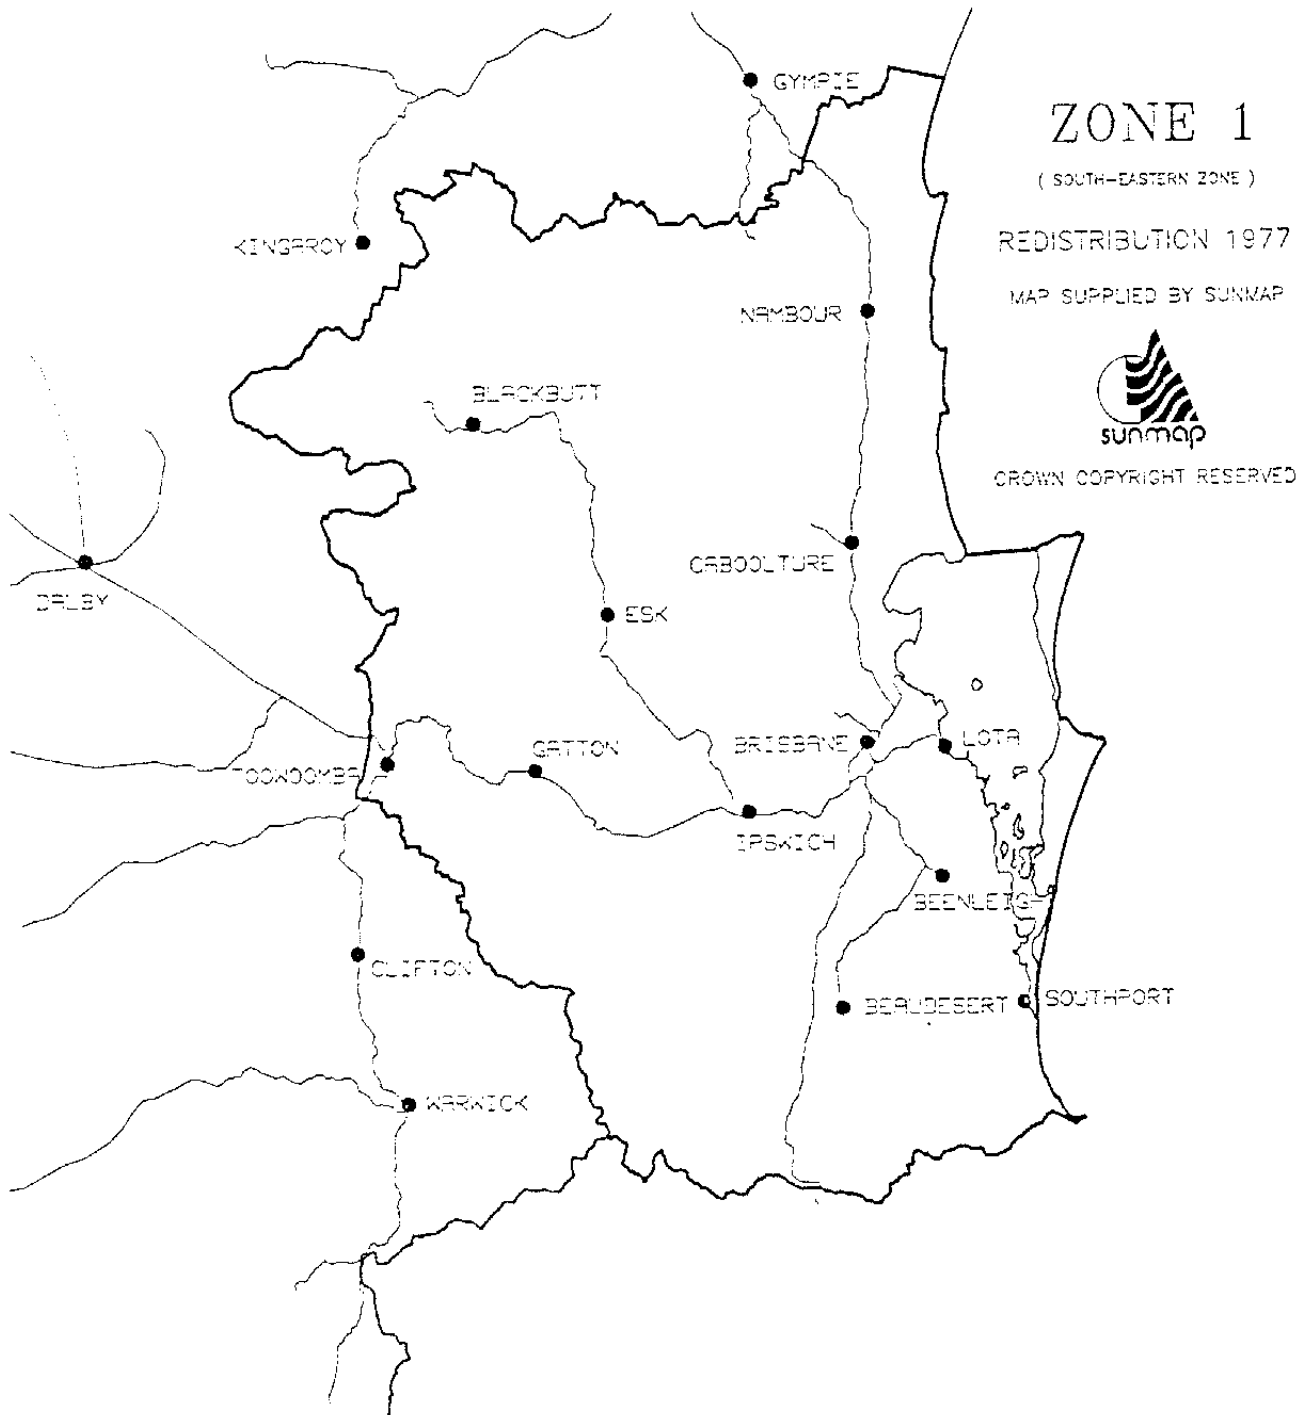 GYMPIE
ZONE 1
( SOUTH-EASTERN ZONE )
KINGAROY
REDISTRIBUTION 1977
MAP SUPPLIED BY SUNMAP
NAMBOUR
sunmap
BLACKBUTT
CROWN COPYRIGHT RESERVED
CABOOLTURE
DALBY
ESK
BRISBANE
LOTA
GATTON
TOOWOOMBA
IPSWICH
BEENLEIGH
CLIFTON
BEAUDESERT
SOUTHPORT
WARWICK